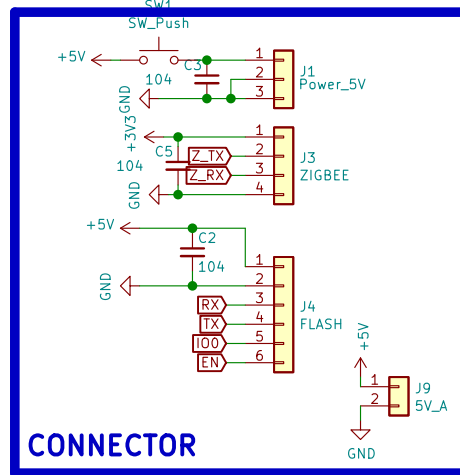 SW1
SW_Push
+5V
C3
104
GND
1
2
3
J1
Power_5V
+3V3
C5
104
GND
Z_TX
Z_RX
1
2
3
4
J3
ZIGBEE
+5V
C2
104
GND
RX
TX
IO0
EN
1
2
3
4
5
6
J4
FLASH
+5V
1
2
J9
5V_A
GND
CONNECTOR